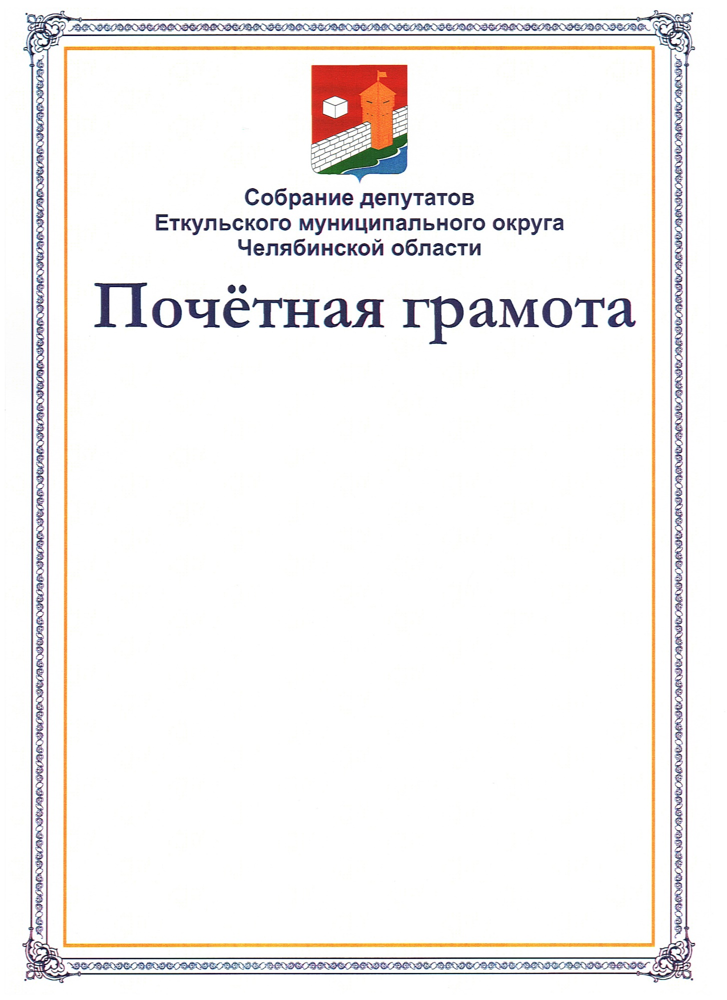 Собрание депутатов
Еткульского муниципального округа
Челябинской области
Почётная грамота